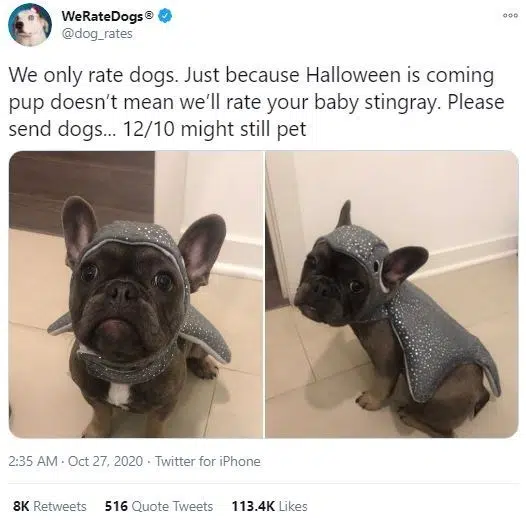 WeRateDogs®
@dog_rates
We only rate dogs. Just because Halloween is coming
pup doesn’t mean we’ll rate your baby stingray. Please
send dogs... 12/10 might still pet
2:35 AM · Oct 27, 2020 · Twitter for iPhone
8K Retweets 516 Quote Tweets 113.4K Likes